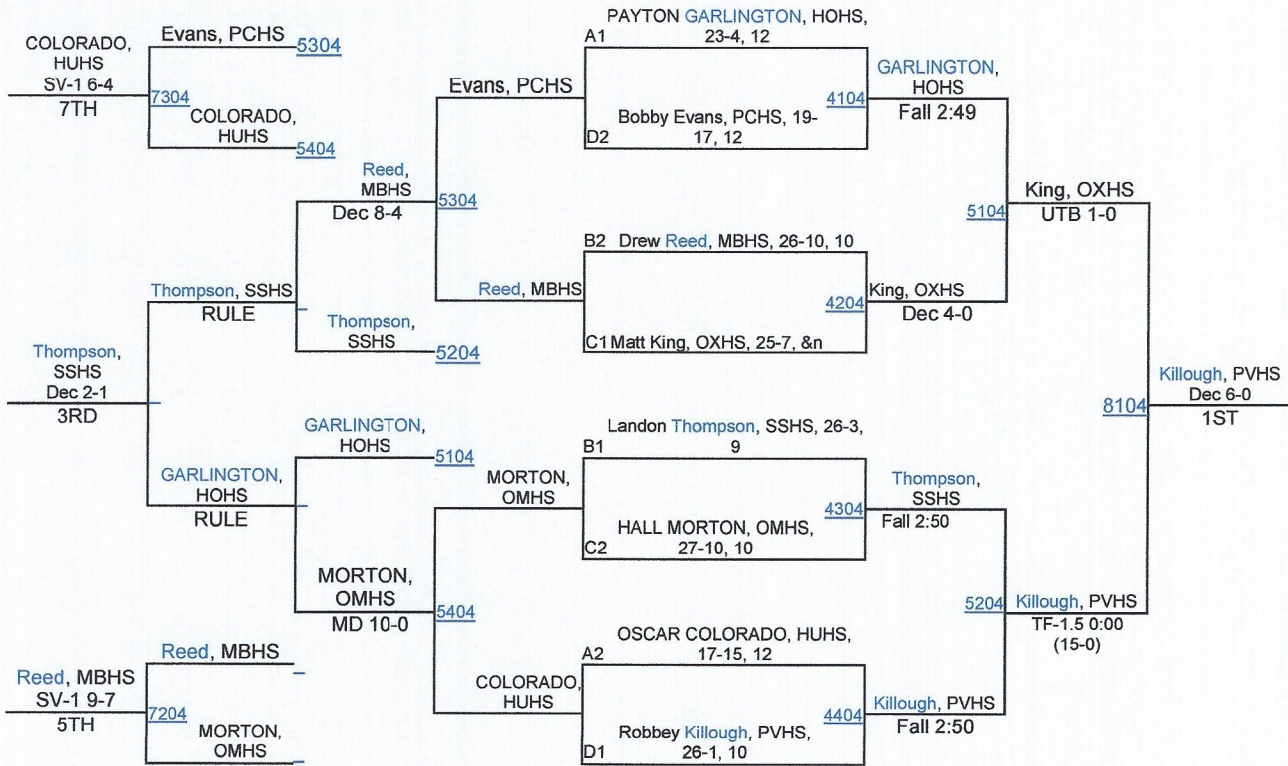 COLORADO,
HUHS
SV-1 6-4
7TH
Evans, PCHS
5304
7304
COLORADO,
HUHS
5404
Thompson,
SSHS
Dec 2-1
3RD
Thompson, SSHS
RULE
GARLINGTON,
HOHS
RULE
Reed,
MBHS
Dec 8-4
Thompson,
SSHS
5204
GARLINGTON,
HOHS
5104
MORTON,
OMHS
MD 10-0
Reed, MBHS
SV-1 9-7
5TH
Reed, MBHS
7204
MORTON,
OMHS
Evans, PCHS
5304
Reed, MBHS
MORTON,
OMHS
5404
COLORADO,
HUHS
PAYTON GARLINGTON, HOHS,
A1 23-4, 12
4104
Bobby Evans, PCHS, 19-
D2 17, 12
B2 Drew Reed, MBHS, 26-10, 10
4204
C1 Matt King, OXHS, 25-7, &n
Landon Thompson, SSHS, 26-3,
B1 9
4304
HALL MORTON, OMHS,
C2 27-10, 10
OSCAR COLORADO, HUHS,
A2 17-15, 12
4404
Robbey Killough, PVHS,
D1 26-1, 10
GARLINGTON,
HOHS
Fall 2:49
5104
King, OXHS
Dec 4-0
Thompson,
SSHS
Fall 2:50
5204
Killough, PVHS
Fall 2:50
King, OXHS
UTB 1-0
8104
Killough, PVHS
TF-1.5 0:00
(15-0)
Killough, PVHS
Dec 6-0
1ST